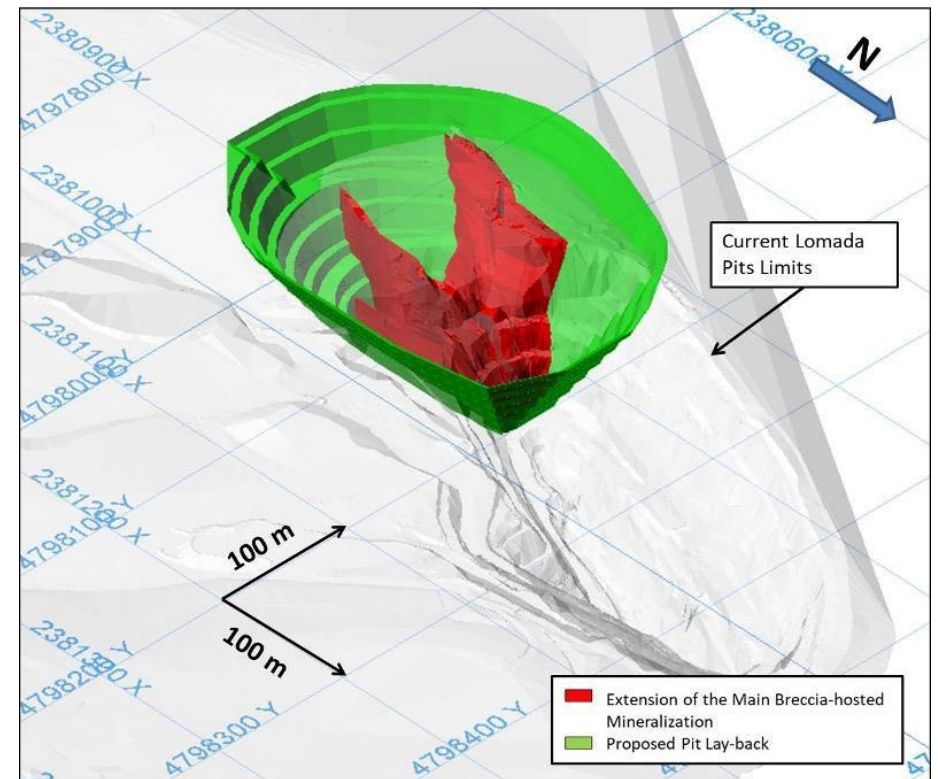 2380900 X
4797800 Y
2380600 X
N
2381000 X
4797900 Y
Current Lomada
Pits Limits
2381100 X
4798000 Y
2381200 X
4798100 Y
100 m
100 m
2381300 X
4798200 Y
4798300 Y
4798400 Y
Extension of the Main Breccia-hosted
Mineralization
Proposed Pit Lay-back